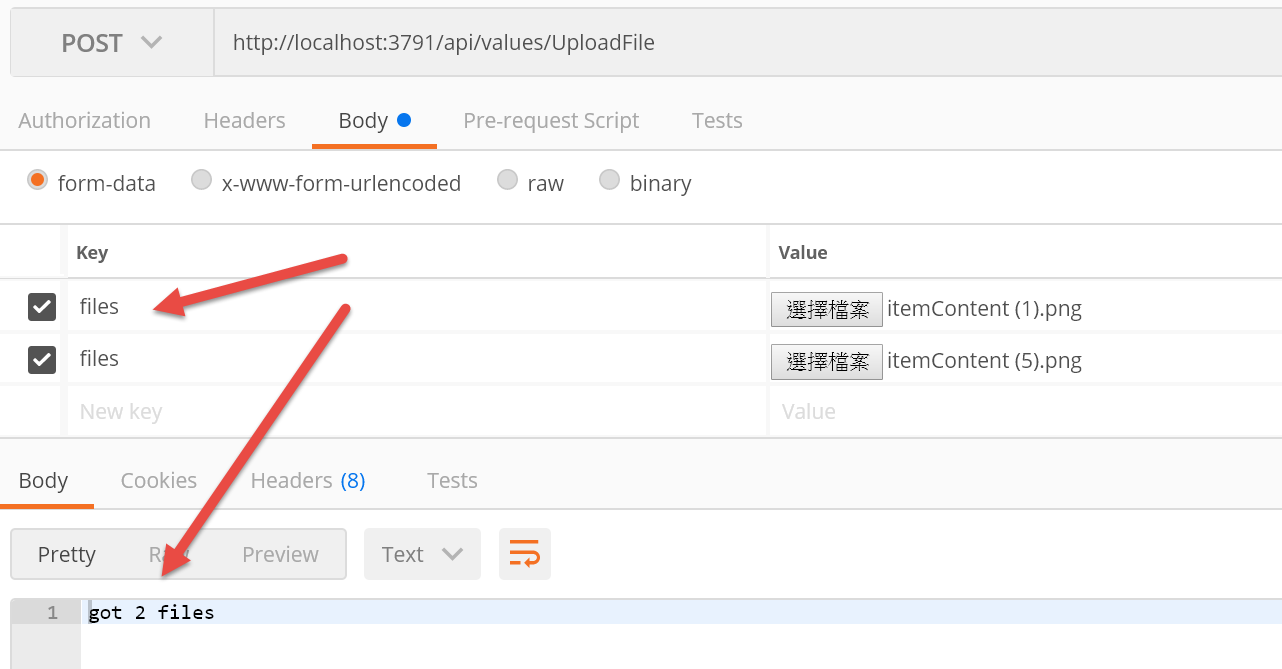 POST http://localhost:3791/api/values/UploadFile
Authorization Headers Body Pre-request Script Tests
form-data x-www-form-urlencoded raw binary
Key Value
files 選擇檔案 itemContent (1).png
files 選擇檔案 itemContent (5).png
New key Value
Body Cookies Headers (8) Tests
Pretty Preview Text
1 got 2 files